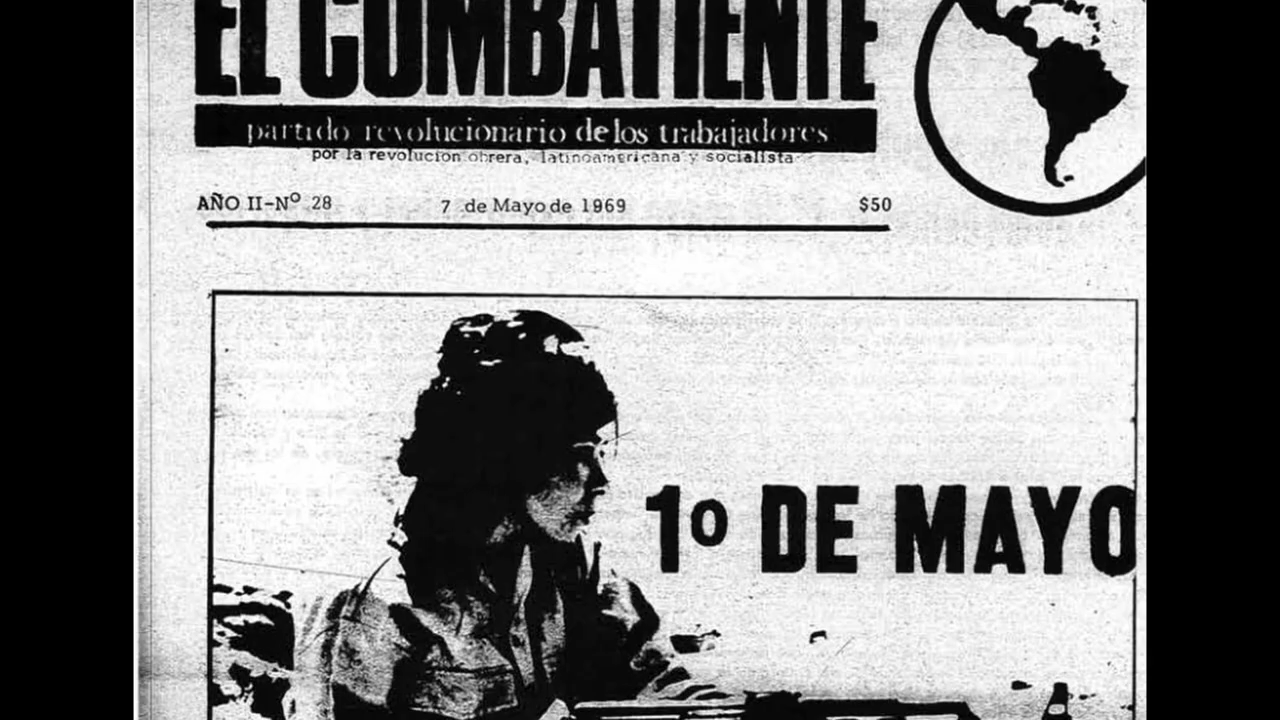 EL COMBATIENTE
partido revolucionario de los trabajadores
por la revolución obrera, latinoamericana y socialista
AÑO II-Nº 28 7 de Mayo de 1969 $50
1º DE MAYO